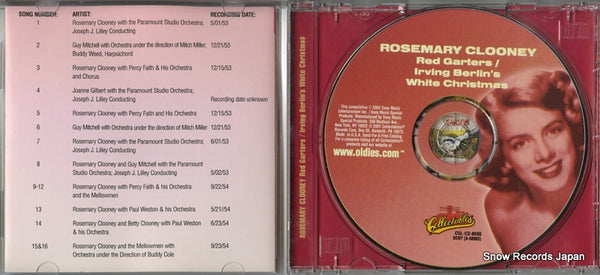 SONG NUMBER: ARTIST: RECORDING DATE:
1 Rosemary Clooney with the Paramount Studio Orchestra; 5/01/53
Joseph J. Lilley Conducting
2 Guy Mitchell with Orchestra under the direction of Mitch Miller; 12/21/53
Buddy Weed, Harpsichord
3 Rosemary Clooney with Percy Faith & His Orchestra 12/15/53
and Chorus
4 Joanne Gilbert with the Paramount Studio Orchestra;
Joseph J. Lilley Conducting Recording date unknown
5 Rosemary Clooney with Percy Faith and His Orchestra 12/15/53
6 Guy Mitchell with Orchestra under the direction of Mitch Miller 12/21/53
7 Rosemary Clooney with the Paramount Studio Orchestra; 6/01/53
Joseph J. Lilley Conducting
8 Rosemary Clooney and Guy Mitchell with the Paramount
Studio Orchestra; Joseph J. Lilley Conducting 5/02/53
9-12 Rosemary Clooney with Percy Faith & his Orchestra 9/22/54
and the Mellowmen
13 Rosemary Clooney with Paul Weston & his Orchestra 9/21/54
14 Rosemary Clooney and Betty Clooney with Paul Weston 9/23/54
& his Orchestra
15&16 Rosemary Clooney and the Mellowmen with 9/23/54
Orchestra under the Direction of Buddy Cole
ROSEMARY CLOONEY Red Garters / Irving Berlin's White Christmas
ROSEMARY CLOONEY
Red Garters /
Irving Berlin's
White Christmas
www.oldies.com
Collectables
COL-CD-
SONY
Snow Records Japan